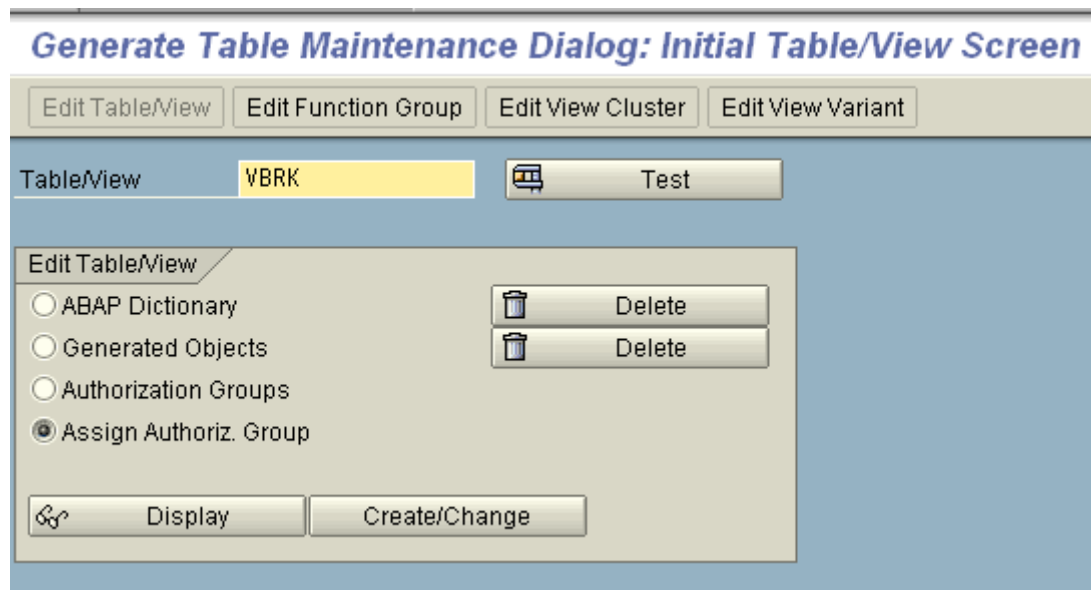 Generate Table Maintenance Dialog: Initial Table/View Screen
Edit Table/View Edit Function Group Edit View Cluster Edit View Variant
Table/View VBRK Test
Edit Table/View
ABAP Dictionary Delete
Generated Objects Delete
Authorization Groups
Assign Authoriz. Group
Display Create/Change